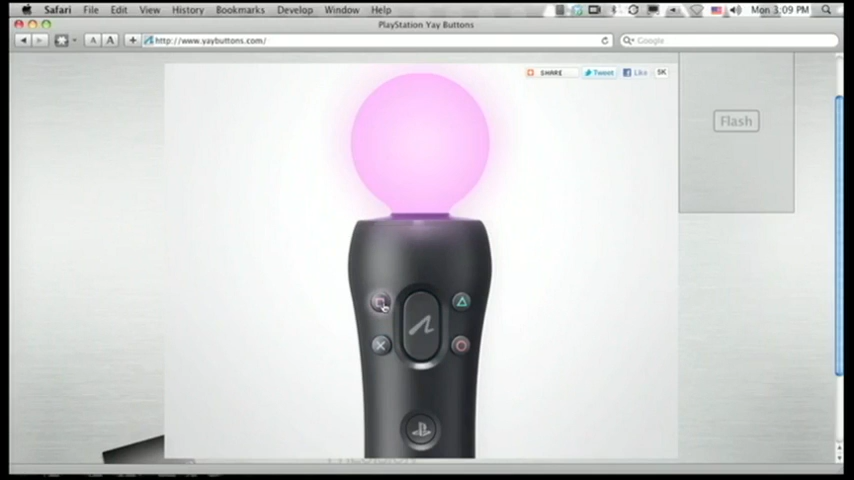 Safari File Edit View History Bookmarks Develop Window Help Mon 3:09 PM
PlayStation Yay Buttons
A A + http://www.yaybuttons.com/ Google
SHARE Tweet Like 5K
Flash